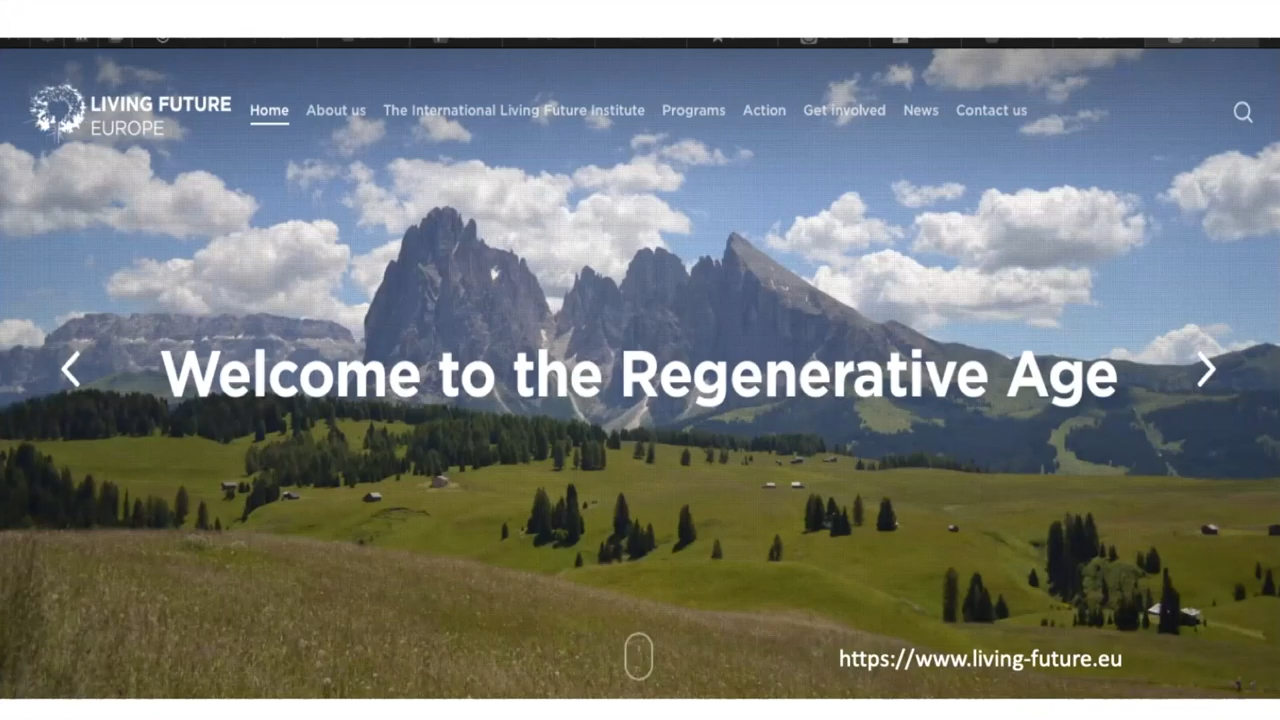 LIVING FUTURE
EUROPE
Home About us The International Living Future Institute Programs Action Get involved News Contact us
Welcome to the Regenerative Age
https://www.living-future.eu